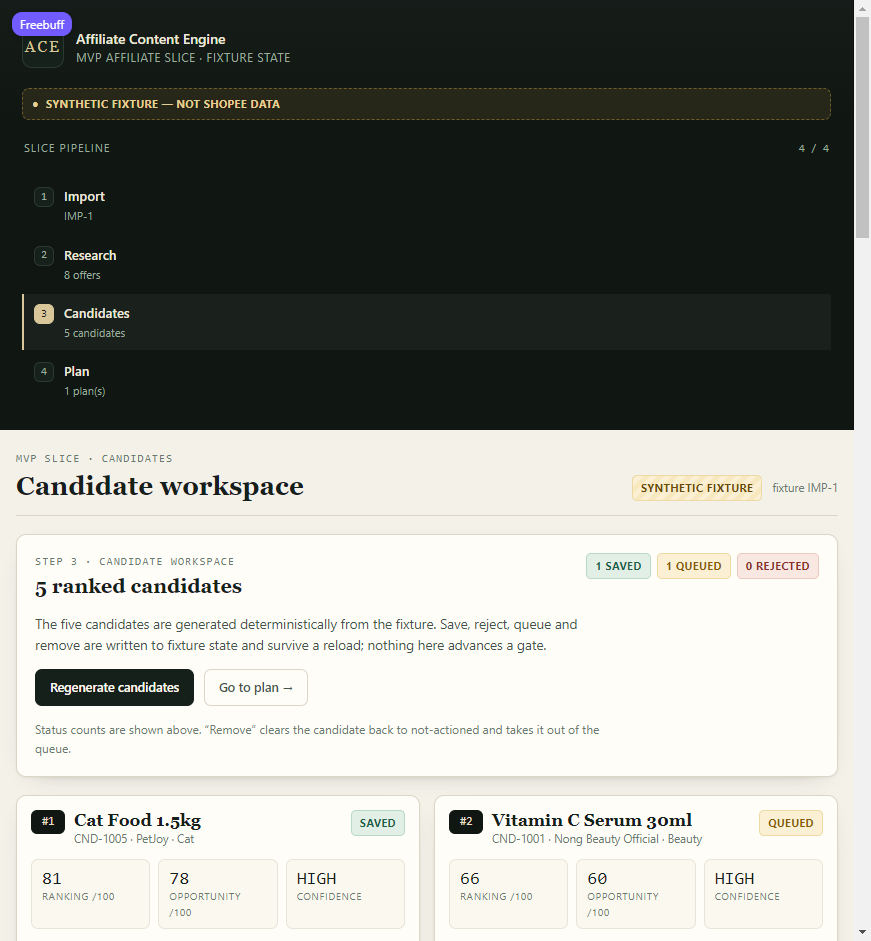 Freebuff
ACE
Affiliate Content Engine
MVP AFFILIATE SLICE · FIXTURE STATE
● SYNTHETIC FIXTURE — NOT SHOPEE DATA
SLICE PIPELINE
4 / 4
1
Import
IMP-1
2
Research
8 offers
3
Candidates
5 candidates
4
Plan
1 plan(s)
MVP SLICE · CANDIDATES
Candidate workspace
SYNTHETIC FIXTURE
fixture IMP-1
STEP 3 · CANDIDATE WORKSPACE
5 ranked candidates
1 SAVED
1 QUEUED
0 REJECTED
The five candidates are generated deterministically from the fixture. Save, reject, queue and
remove are written to fixture state and survive a reload; nothing here advances a gate.
Regenerate candidates
Go to plan →
Status counts are shown above. “Remove” clears the candidate back to not-actioned and takes it out of the
queue.
#1
Cat Food 1.5kg
CND-1005 · PetJoy · Cat
SAVED
81
RANKING /100
78
OPPORTUNITY
/100
HIGH
CONFIDENCE
#2
Vitamin C Serum 30ml
CND-1001 · Nong Beauty Official · Beauty
QUEUED
66
RANKING /100
60
OPPORTUNITY
/100
HIGH
CONFIDENCE